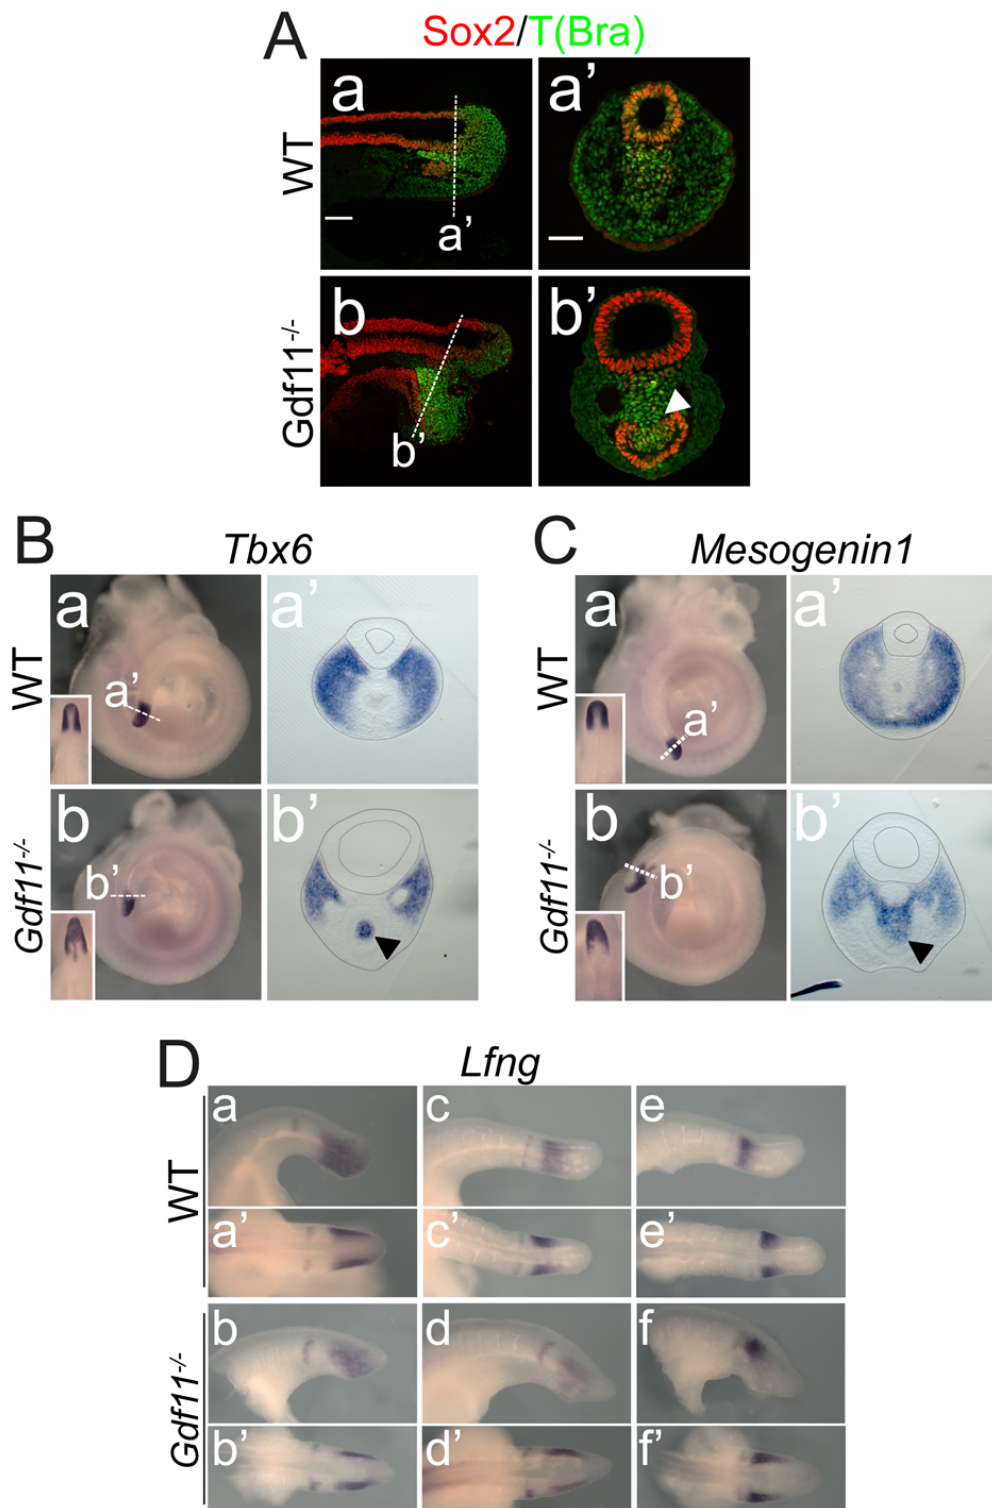 A Sox2/T(Bra)
a a'
WT
a'
b b'
Gdf11-/-
b'
B Tbx6
C Mesogenin1
a a' a a'
WT WT
a' a'
b b' b b'
Gdf11-/- Gdf11-/-
b' b'
D Lfng
a c e
WT
a' c' e'
b d f
Gdf11-/-
b' d' f'